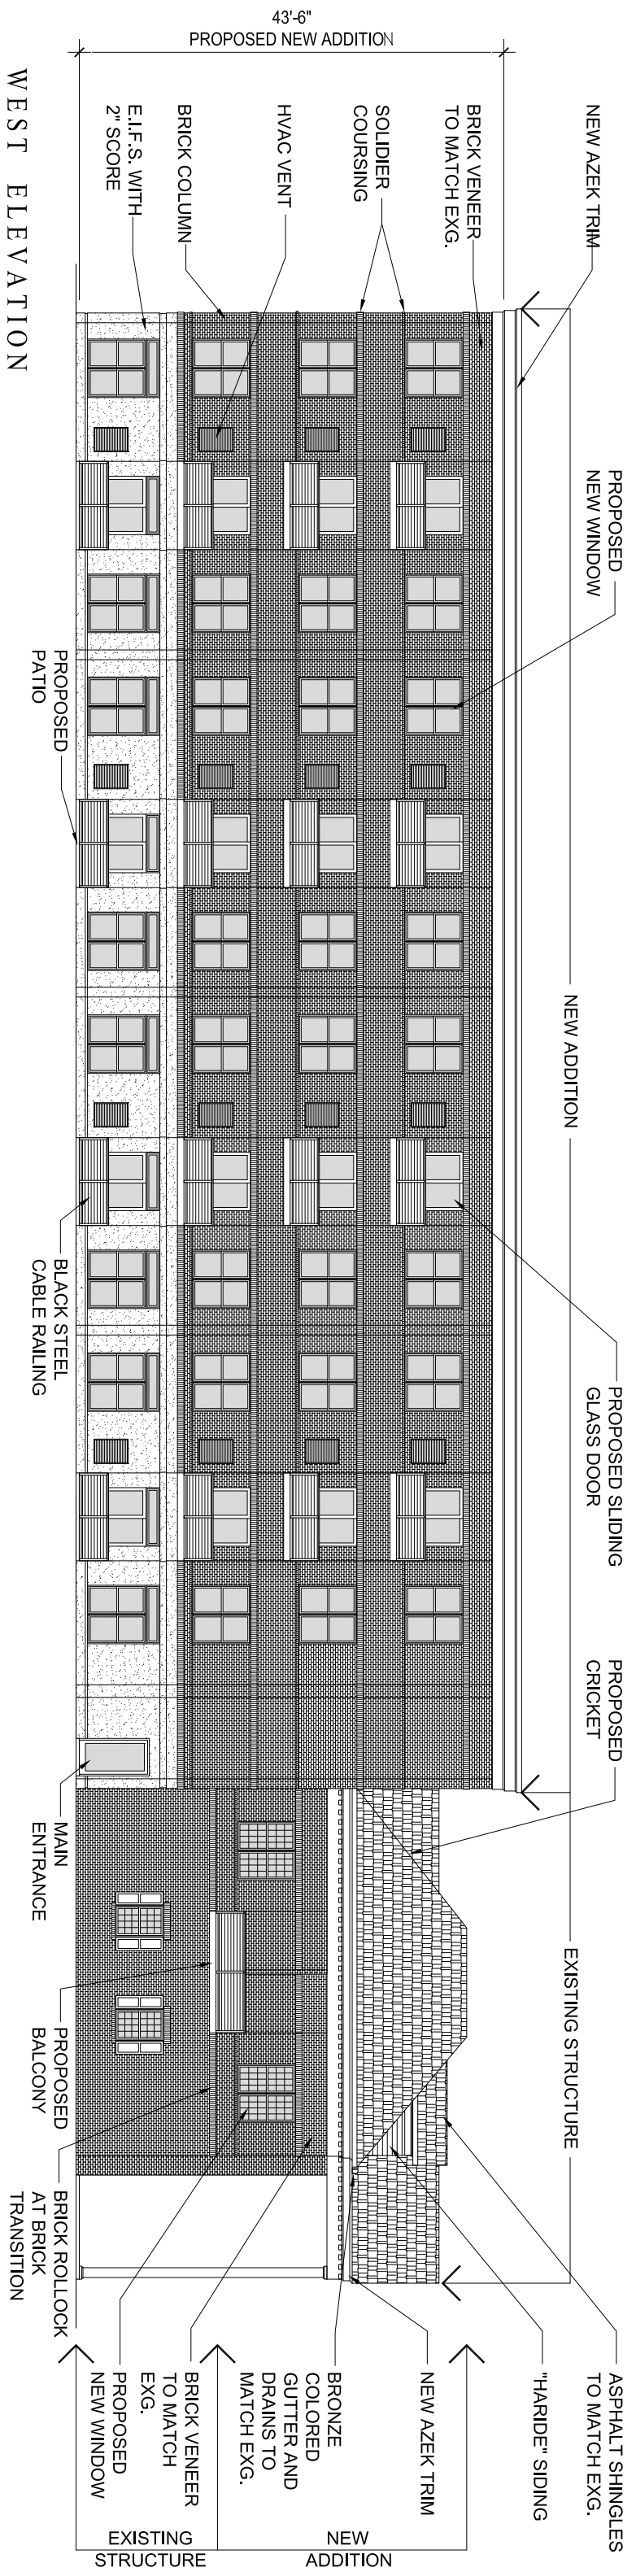 43'-6"
PROPOSED NEW ADDITION
NEW AZEK TRIM
BRICK VENEER
TO MATCH EXG.
SOLIDIER
COURSING
HVAC VENT
BRICK COLUMN
E.I.F.S. WITH
2" SCORE
WEST ELEVATION
PROPOSED
NEW WINDOW
NEW ADDITION
PROPOSED SLIDING
GLASS DOOR
PROPOSED
CRICKET
EXISTING STRUCTURE
PROPOSED
PATIO
BLACK STEEL
CABLE RAILING
MAIN
ENTRANCE
PROPOSED
BALCONY
BRICK ROLLOCK
AT BRICK
TRANSITION
ASPHALT SHINGLES
TO MATCH EXG.
"HARIDE" SIDING
NEW AZEK TRIM
BRONZE
COLORED
GUTTER AND
DRAINS TO
MATCH EXG.
BRICK VENEER
TO MATCH
EXG.
PROPOSED
NEW WINDOW
NEW
ADDITION
EXISTING
STRUCTURE